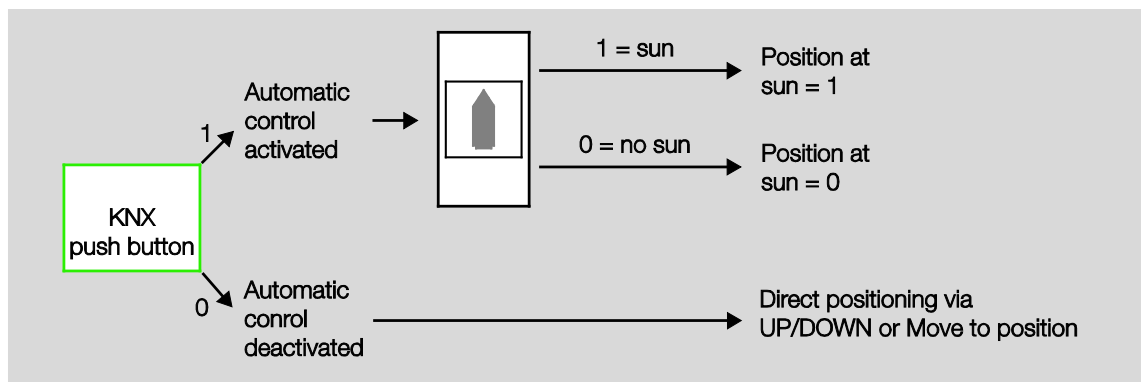 1 = sun
Position at
sun = 1
Automatic
control
activated
1
0 = no sun
Position at
sun = 0
KNX
push button
0
Automatic
conrol
deactivated
Direct positioning via
UP/DOWN or Move to position